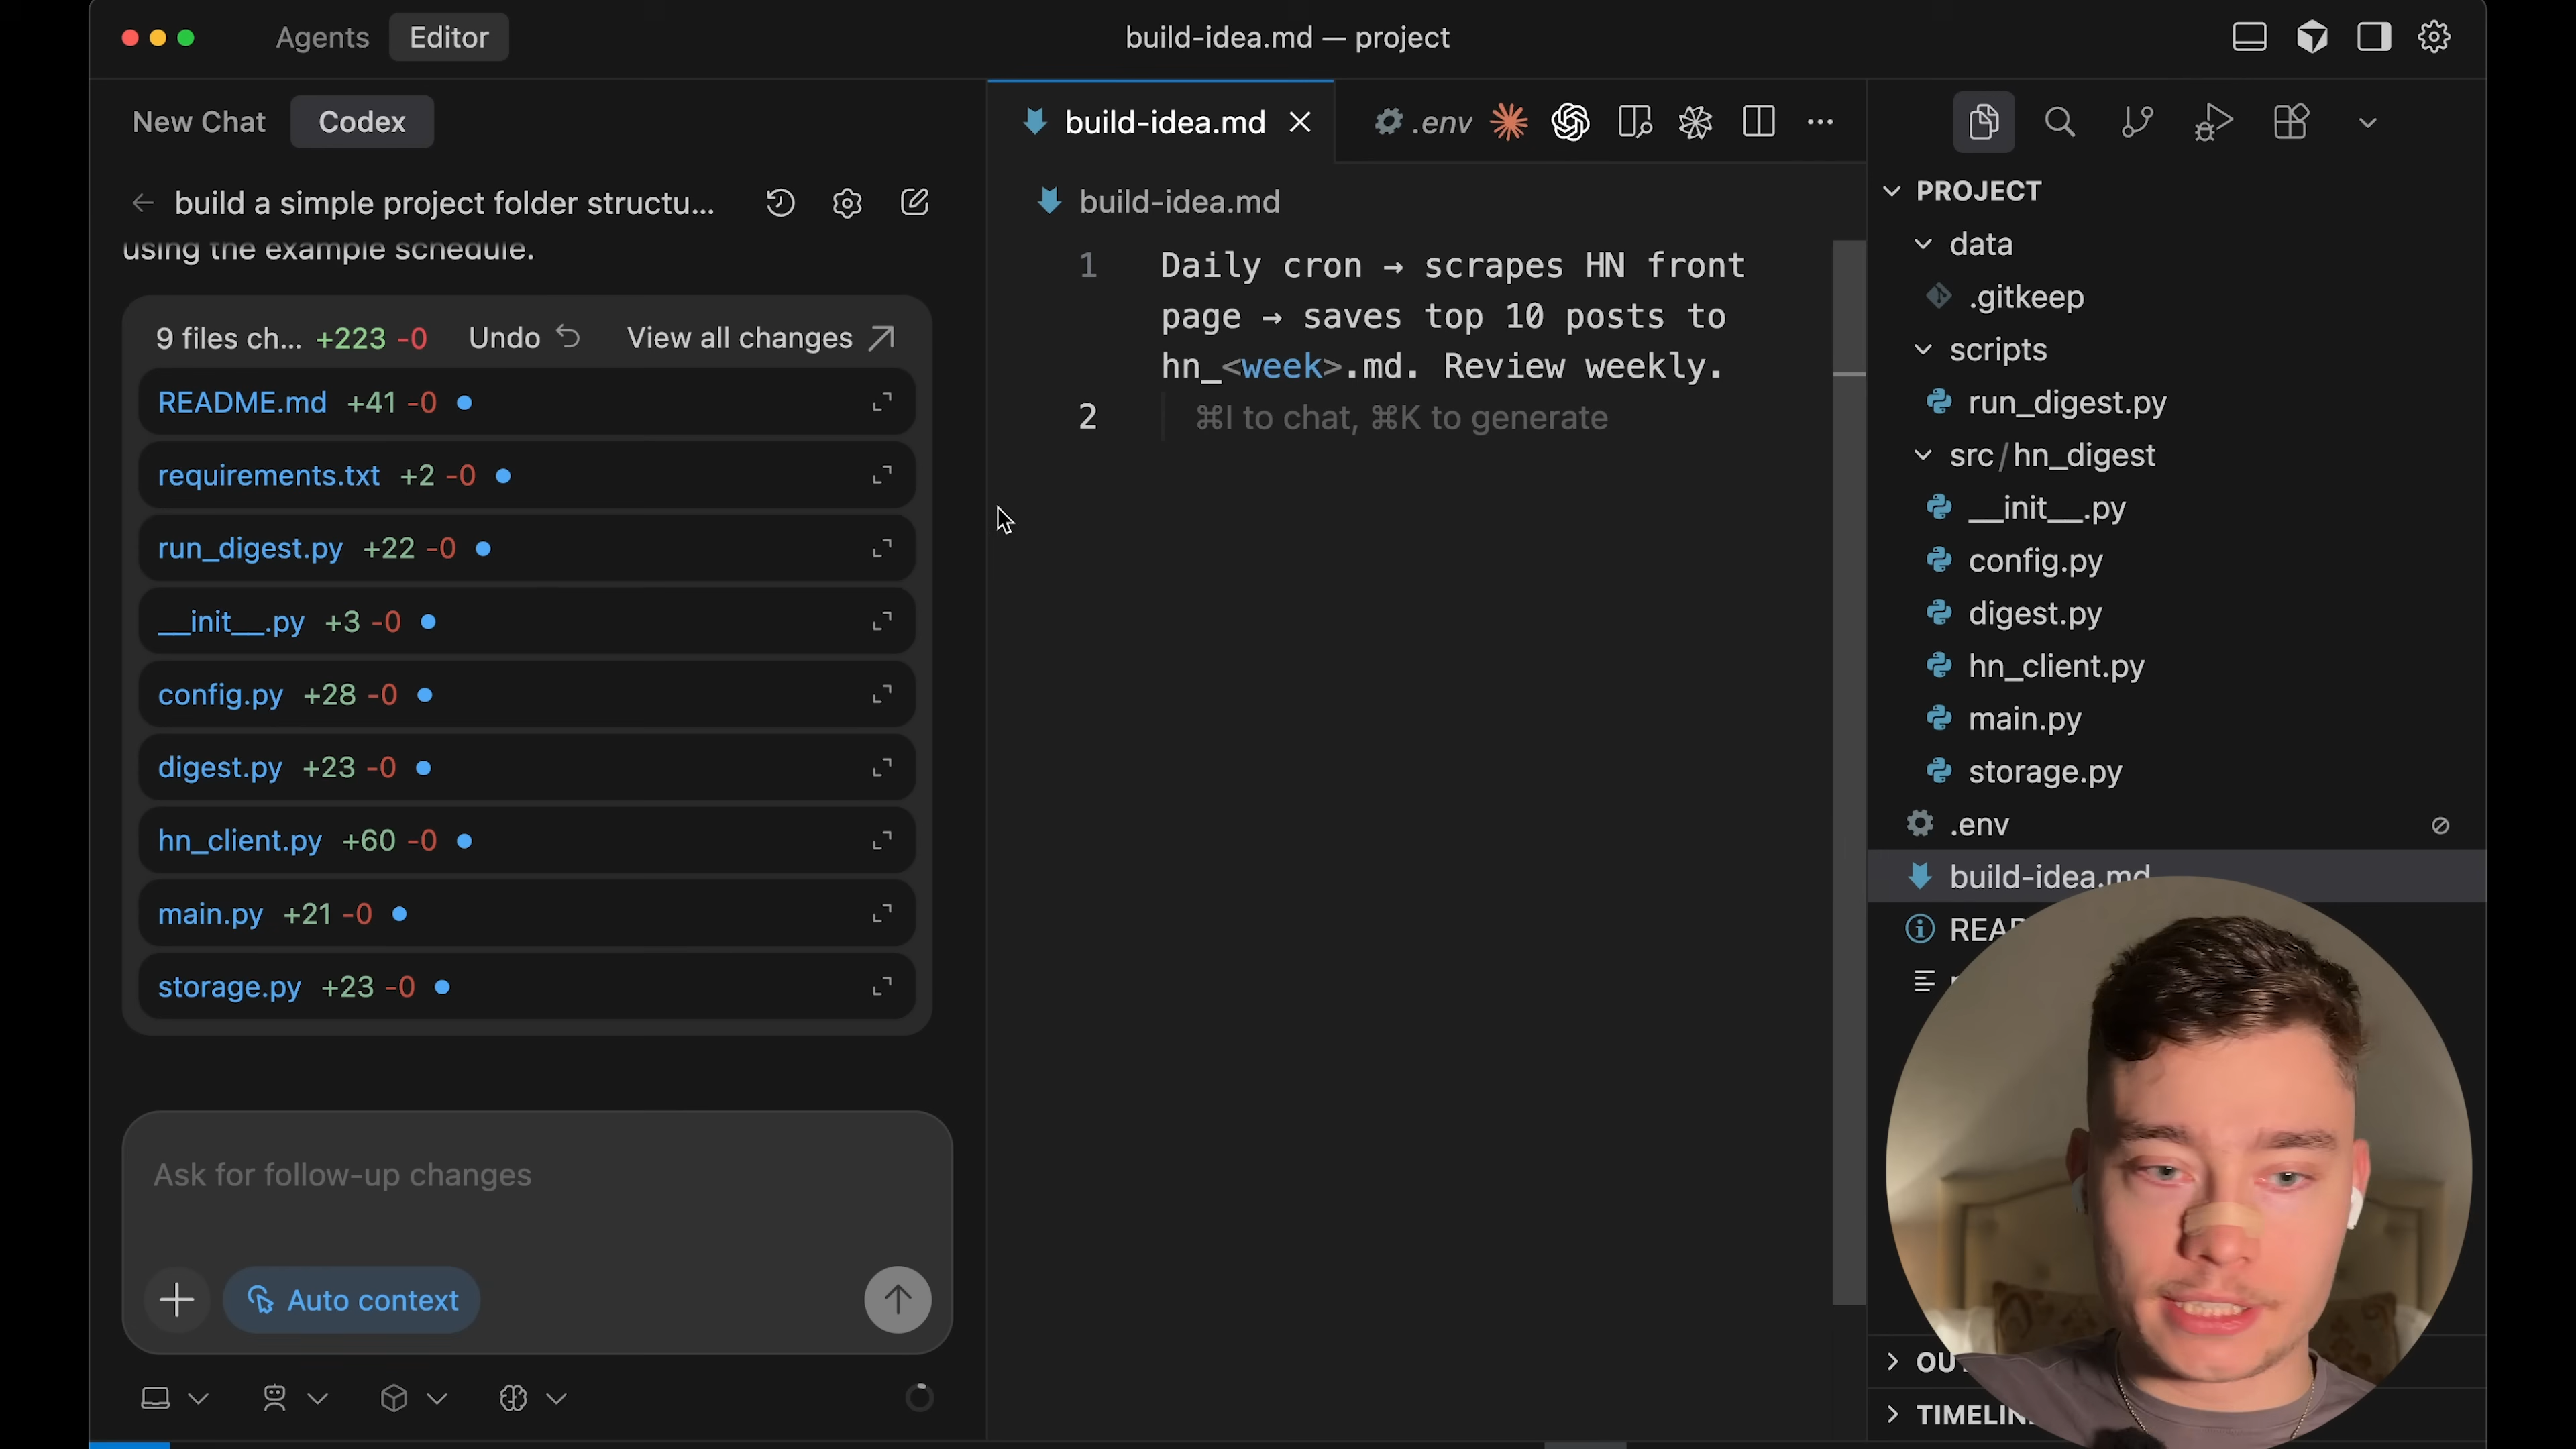 Agents Editor
build-idea.md — project
New Chat Codex
build a simple project folder structu...
using the example schedule.
9 files ch... +223 -0 Undo View all changes
README.md +41 -0
requirements.txt +2 -0
run_digest.py +22 -0
__init__.py +3 -0
config.py +28 -0
digest.py +23 -0
hn_client.py +60 -0
main.py +21 -0
storage.py +23 -0
Ask for follow-up changes
Auto context
build-idea.md .env
build-idea.md
1 Daily cron → scrapes HN front
page → saves top 10 posts to
hn_<week>.md. Review weekly.
2 ⌘I to chat, ⌘K to generate
PROJECT
data
.gitkeep
scripts
run_digest.py
src/hn_digest
__init__.py
config.py
digest.py
hn_client.py
main.py
storage.py
.env
build-idea.md